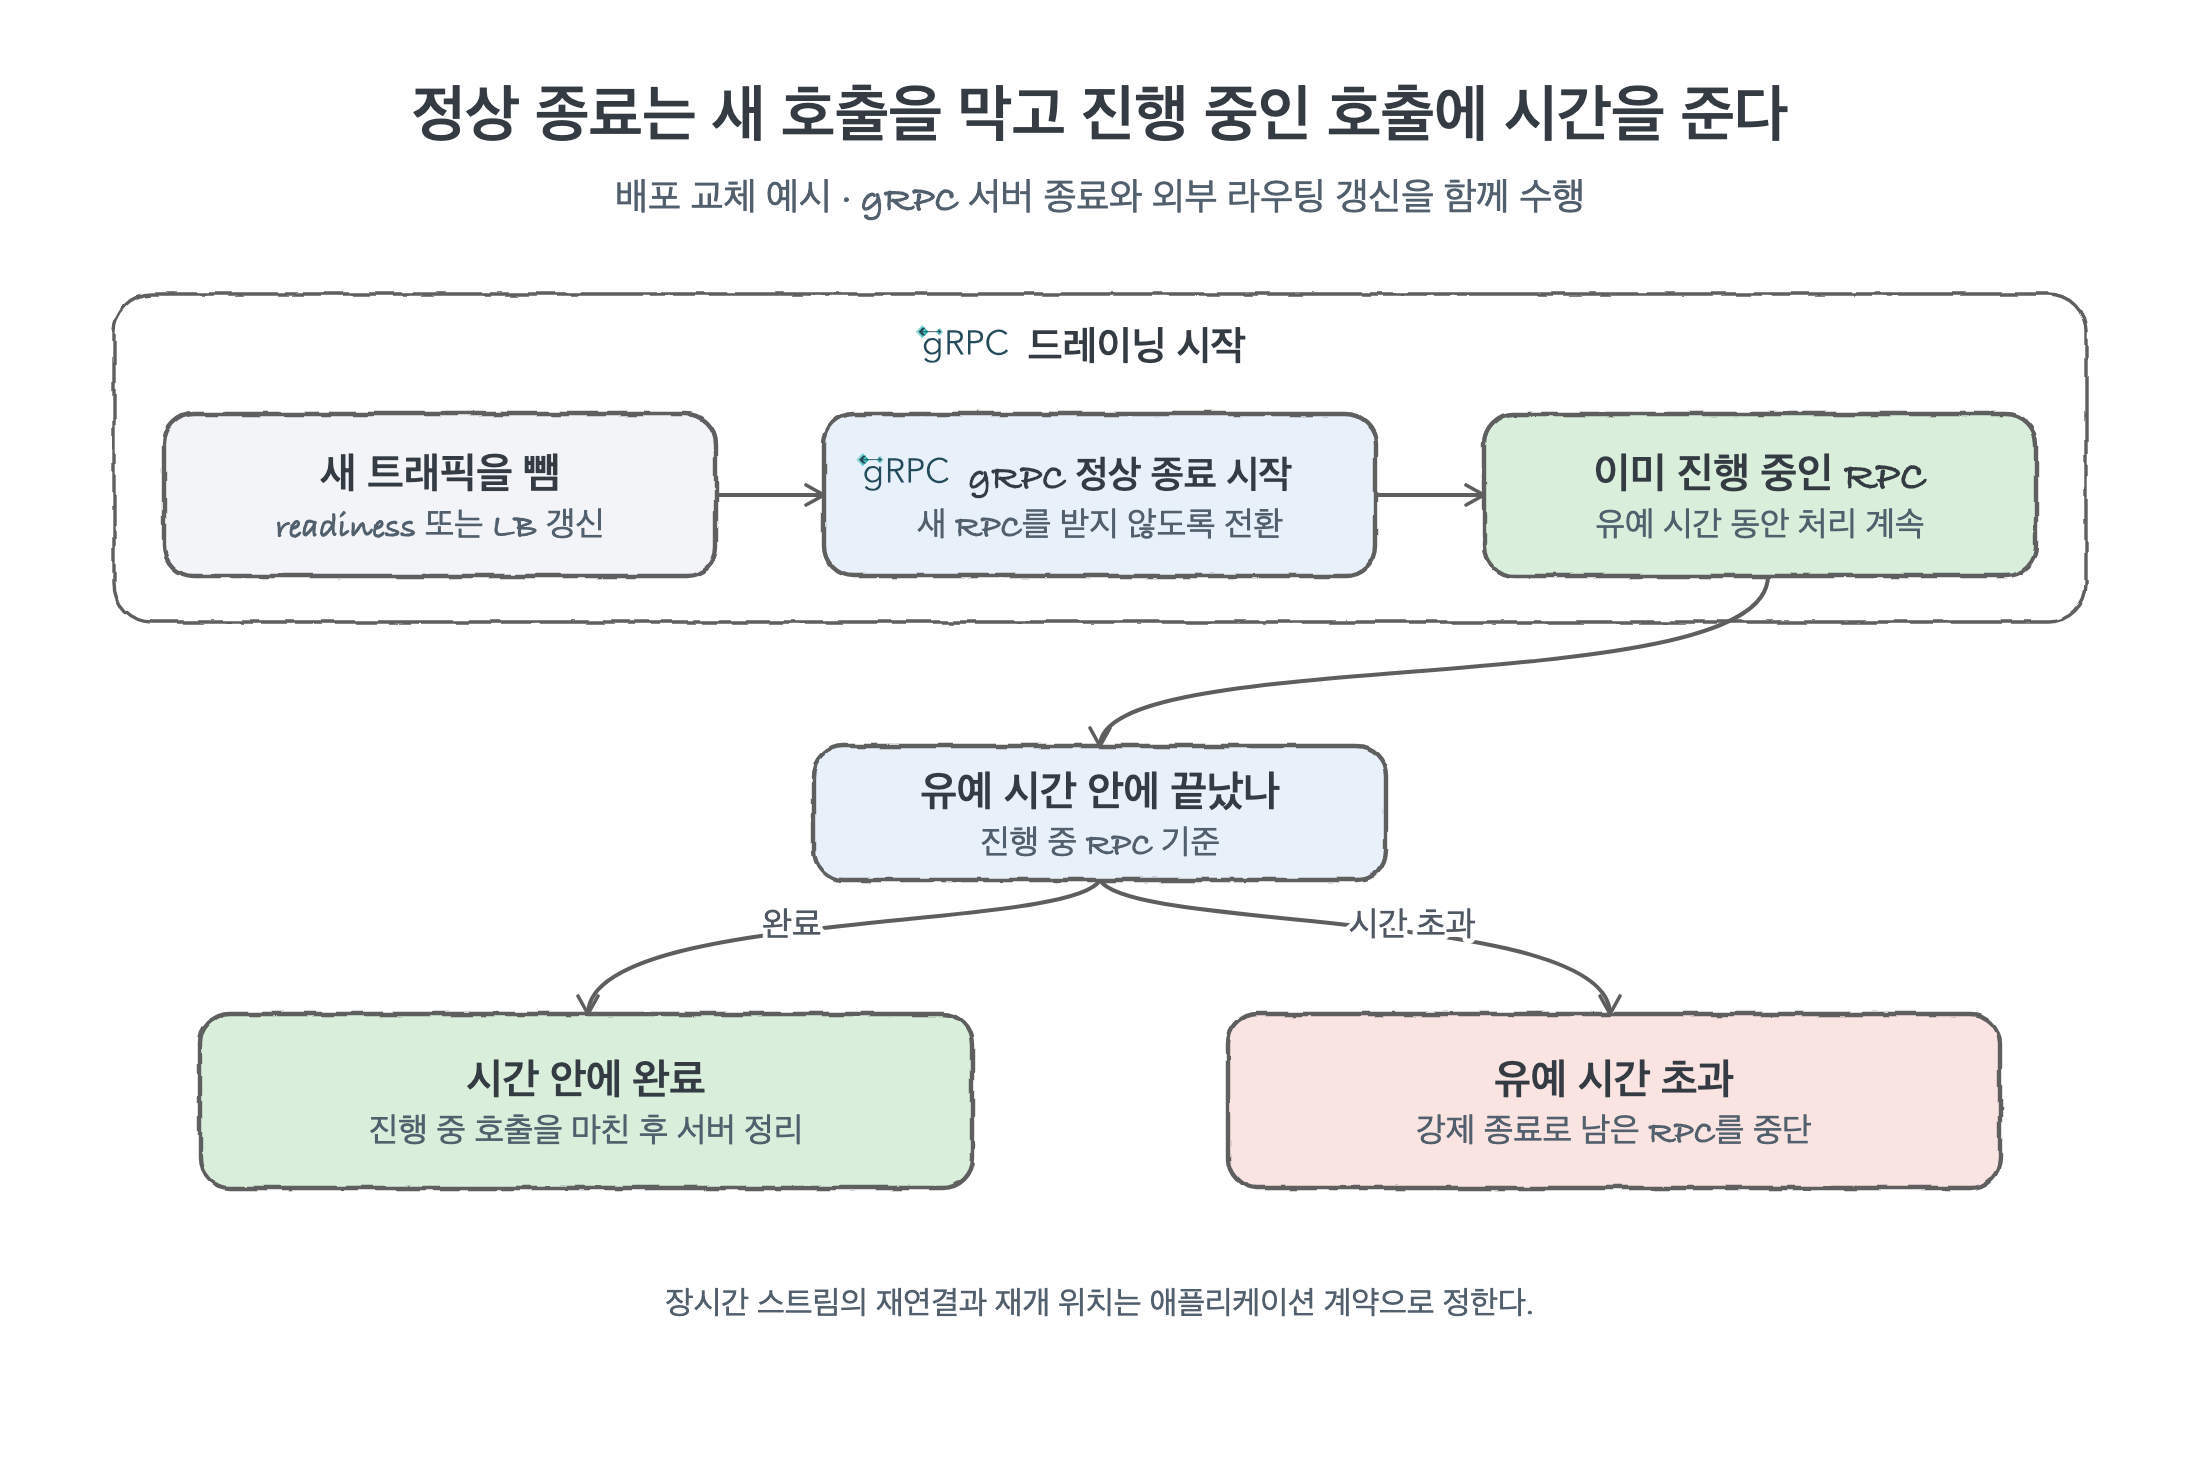 정상 종료는 새 호출을 막고 진행 중인 호출에 시간을 준다
배포 교체 예시 · gRPC 서버 종료와 외부 라우팅 갱신을 함께 수행
gRPC 드레이닝 시작
새 트래픽을 뺌
readiness 또는 LB 갱신
gRPC gRPC 정상 종료 시작
새 RPC를 받지 않도록 전환
이미 진행 중인 RPC
유예 시간 동안 처리 계속
유예 시간 안에 끝났나
진행 중 RPC 기준
완료
시간 초과
시간 안에 완료
진행 중 호출을 마친 후 서버 정리
유예 시간 초과
강제 종료로 남은 RPC를 중단
장시간 스트림의 재연결과 재개 위치는 애플리케이션 계약으로 정한다.